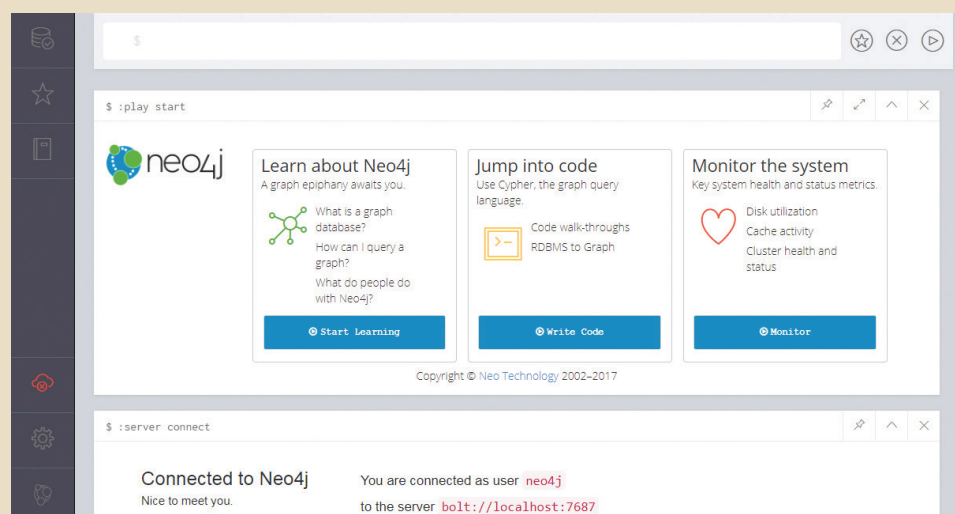 $
$ :play start
neo4j
Learn about Neo4j
A graph epiphany awaits you.
What is a graph
database?
How can I query a
graph?
What do people do
with Neo4j?
Start Learning
Jump into code
Use Cypher, the graph query
language.
Code walk-throughs
RDBMS to Graph
Write Code
Monitor the system
Key system health and status metrics.
Disk utilization
Cache activity
Cluster health and
status
Monitor
Copyright © Neo Technology 2002–2017
$ :server connect
Connected to Neo4j
Nice to meet you.
You are connected as user neo4j
to the server bolt://localhost:7687